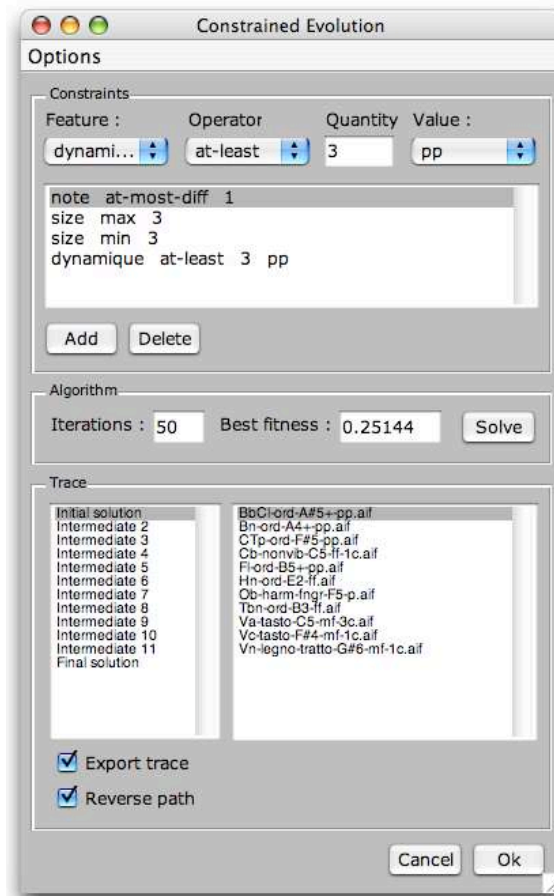 Constrained Evolution
Options
Constraints
Feature : Operator Quantity Value :
dynami... at-least 3 pp
note at-most-diff 1
size max 3
size min 3
dynamique at-least 3 pp
Add Delete
Algorithm
Iterations : 50 Best fitness : 0.25144 Solve
Trace
Initial solution BbCl-ord-A#5+-pp.aif
Intermediate 2 Bn-ord-A4+-pp.aif
Intermediate 3 CTp-ord-F#5-pp.aif
Intermediate 4 Cb-nonvib-C5-ff-1c.aif
Intermediate 5 Fl-ord-B5+-pp.aif
Intermediate 6 Hn-ord-E2-ff.aif
Intermediate 7 Ob-harm-fngr-F5-p.aif
Intermediate 8 Tbn-ord-B3-ff.aif
Intermediate 9 Va-tasto-C5-mf-3c.aif
Intermediate 10 Vc-tasto-F#4-mf-1c.aif
Intermediate 11 Vn-legno-tratto-G#6-mf-1c.aif
Final solution
Export trace
Reverse path
Cancel Ok